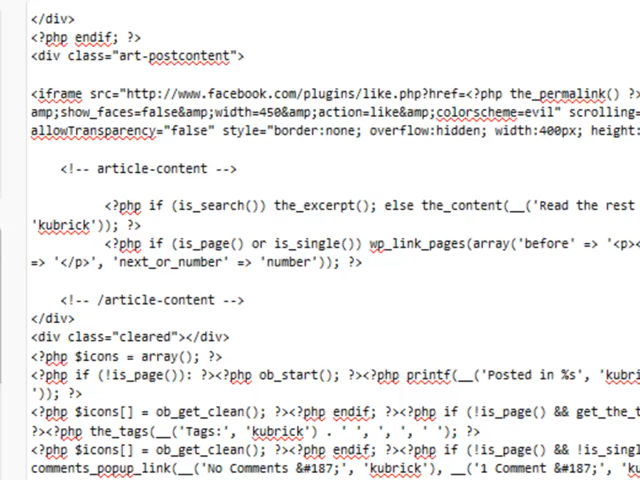 </div>
<?php endif; ?>
<div class="art-postcontent">
<iframe src="http://www.facebook.com/plugins/like.php?href=<?php the_permalink() ?>
amp;show_faces=false&amp;width=450&amp;action=like&amp;colorscheme=evil" scrolling=
allowTransparency="false" style="border:none; overflow:hidden; width:400px; height:
<!-- article-content -->
<?php if (is_search()) the_excerpt(); else the_content(__('Read the rest
'kubrick')); ?>
<?php if (is_page() or is_single()) wp_link_pages(array('before' => '<p><
=> '</p>', 'next_or_number' => 'number')); ?>
<!-- /article-content -->
</div>
<div class="cleared"></div>
<?php $icons = array(); ?>
<?php if (!is_page()): ?><?php ob_start(); ?><?php printf(__('Posted in %s', 'kubri
')); ?>
<?php $icons[] = ob_get_clean(); ?><?php endif; ?><?php if (!is_page() && get_the_t
?><?php the_tags(__('Tags:', 'kubrick') . ' ', ', ', ' '); ?>
<?php $icons[] = ob_get_clean(); ?><?php endif; ?><?php if (!is_page() && !is_singl
comments_popup_link(__('No Comments &#187;', 'kubrick'), __('1 Comment &#187;', 'ku